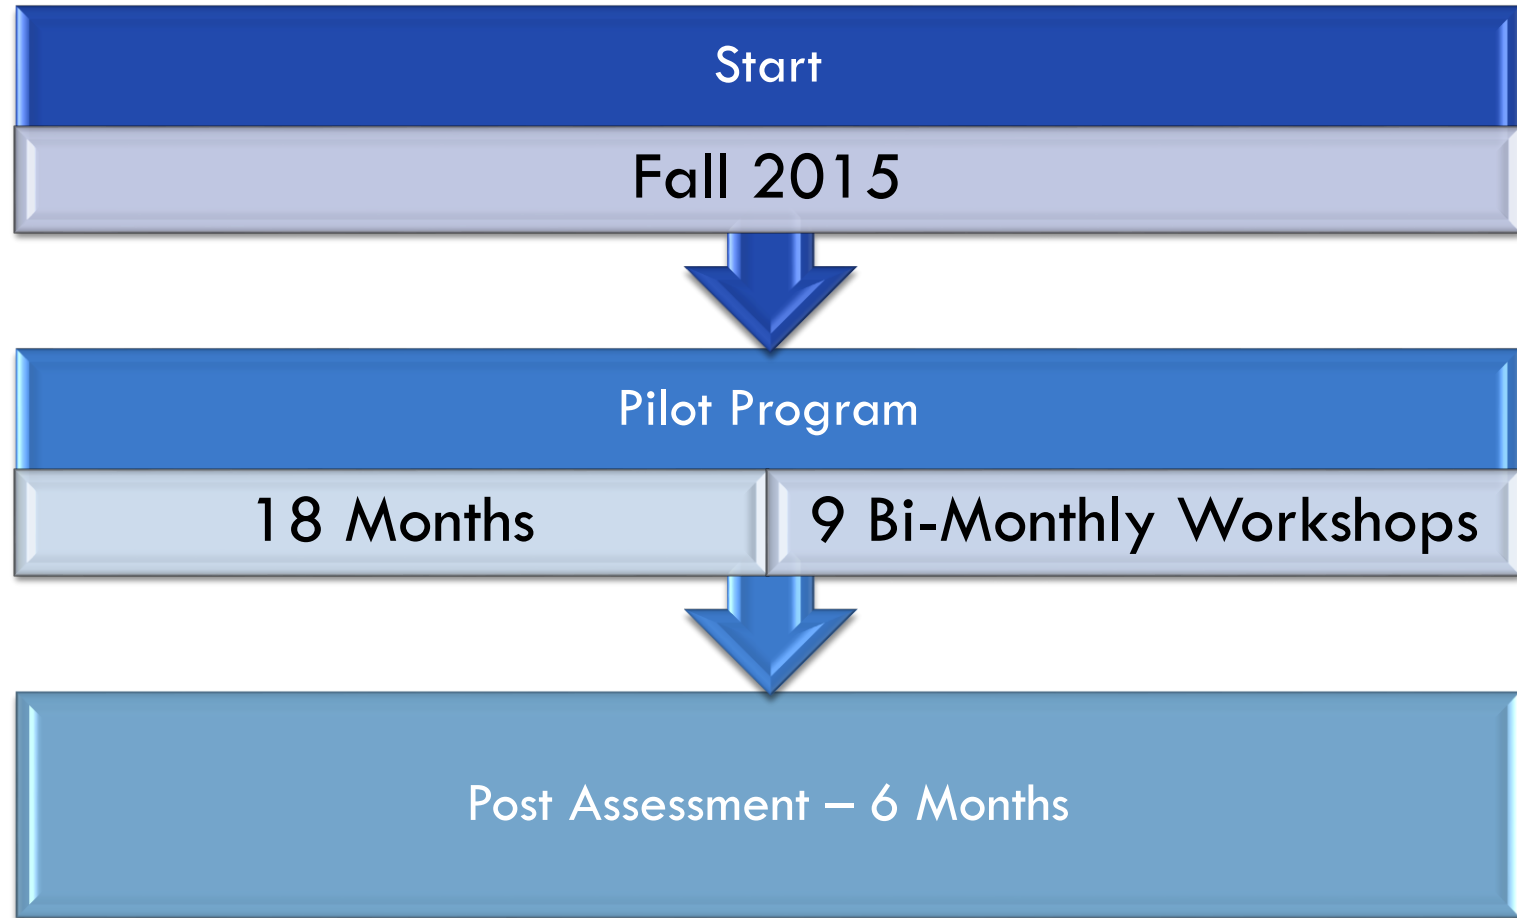 Start
Fall 2015
Pilot Program
18 Months
9 Bi-Monthly Workshops
Post Assessment – 6 Months